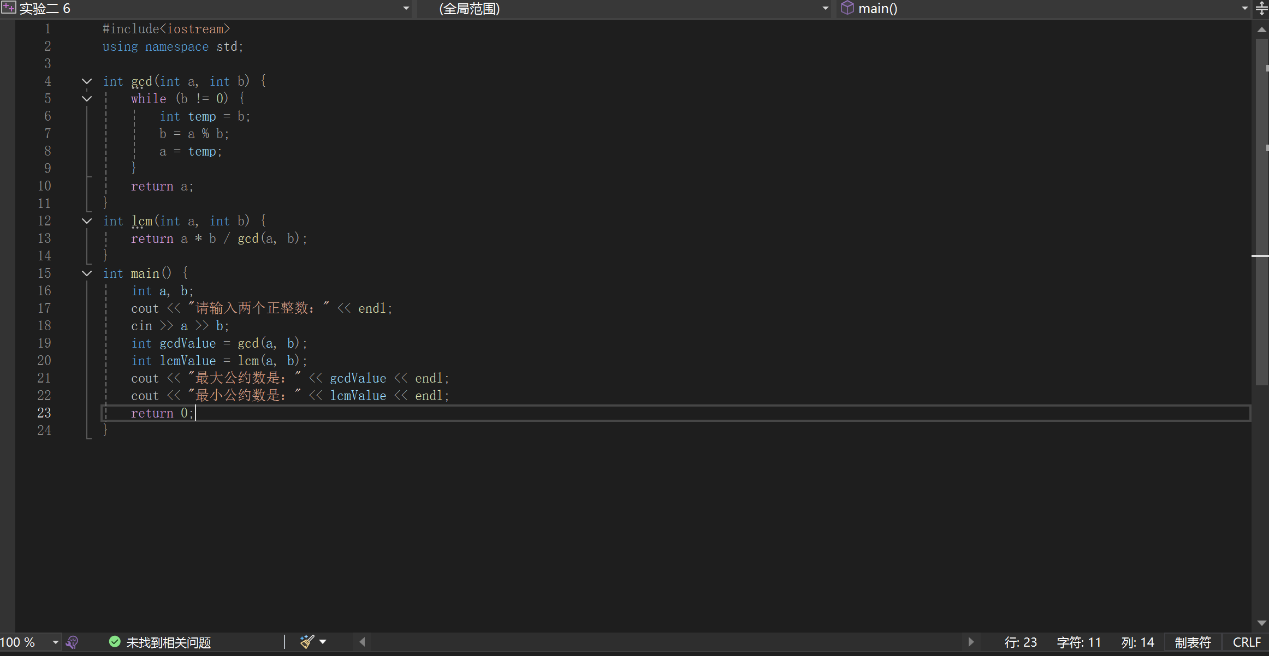 实验二 6 (全局范围) main()
1 #include<iostream>
2 using namespace std;
3
4 int gcd(int a, int b) {
5 while (b != 0) {
6 int temp = b;
7 b = a % b;
8 a = temp;
9 }
10 return a;
11 }
12 int lcm(int a, int b) {
13 return a * b / gcd(a, b);
14 }
15 int main() {
16 int a, b;
17 cout << "请输入两个正整数：" << endl;
18 cin >> a >> b;
19 int gcdValue = gcd(a, b);
20 int lcmValue = lcm(a, b);
21 cout << "最大公约数是：" << gcdValue << endl;
22 cout << "最小公约数是：" << lcmValue << endl;
23 return 0;
24 }
100 % 未找到相关问题 行: 23 字符: 11 列: 14 制表符 CRLF